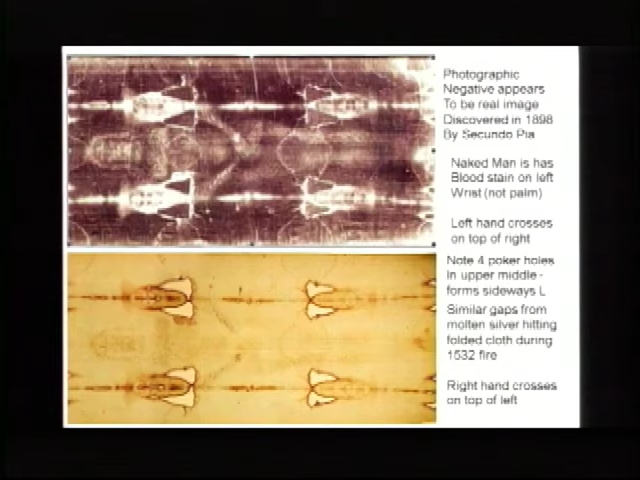 Photographic
Negative appears
To be real image
Discovered in 1898
By Secundo Pia
Naked Man is has
Blood stain on left
Wrist (not palm)
Left hand crosses
on top of right
Note 4 poker holes
in upper middle -
forms sideways L
Similar gaps from
molten silver hitting
folded cloth during
1532 fire
Right hand crosses
on top of left